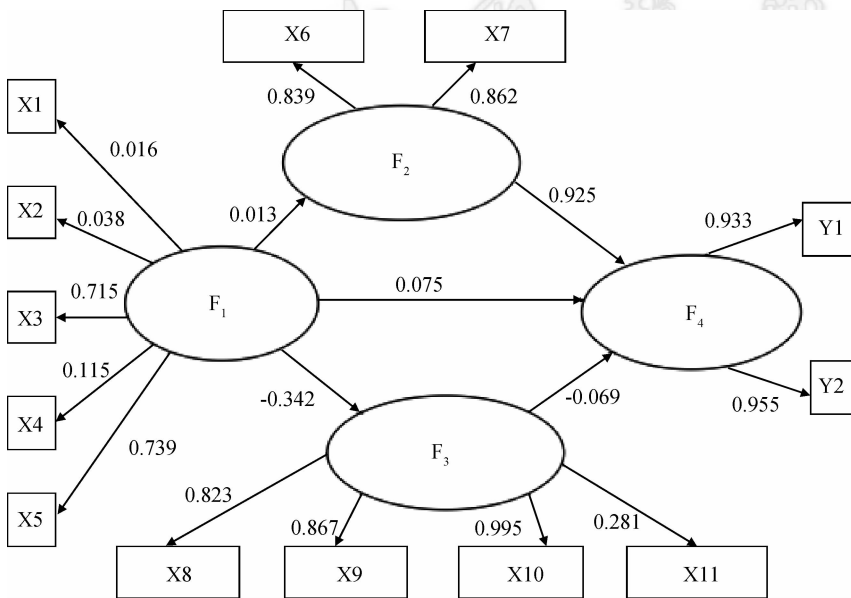 X6
X7
0.839
0.862
X1
0.016
F2
X2
0.038
0.013
0.925
0.933
Y1
0.715
X3
F1
0.075
F4
0.115
X4
-0.342
-0.069
Y2
0.955
0.739
F3
X5
0.823
0.867
0.995
0.281
X8
X9
X10
X11